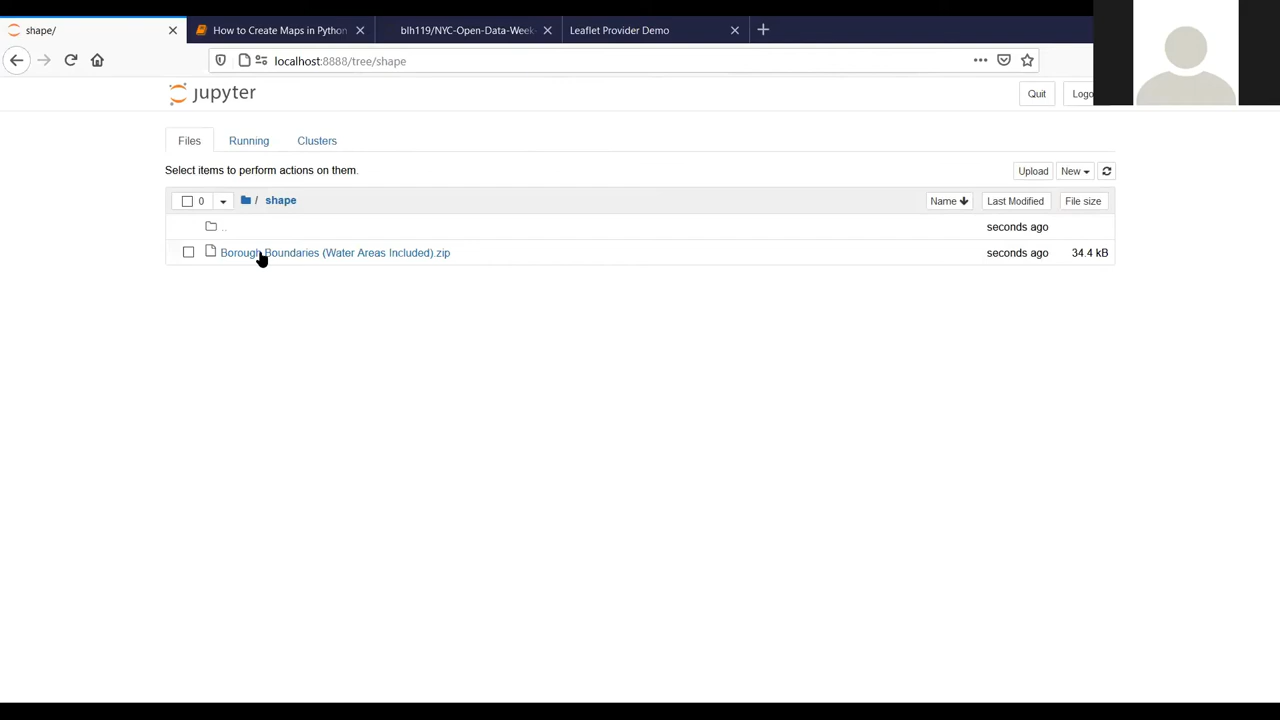 shape/
How to Create Maps in Python
blh119/NYC-Open-Data-Week-
Leaflet Provider Demo
localhost:8888/tree/shape
jupyter
Quit
Logo
Files
Running
Clusters
Select items to perform actions on them.
Upload
New
0
/ shape
Name
Last Modified
File size
..
seconds ago
Borough Boundaries (Water Areas Included).zip
seconds ago
34.4 kB